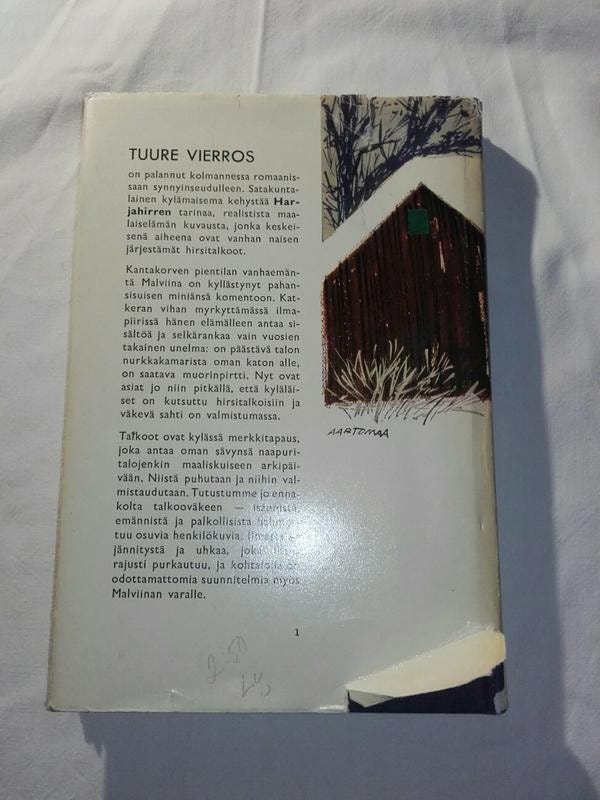 TUURE VIERROS
on palannut kolmannessa romaanis-
saan synnyinseudulleen. Satakunta-
lainen kylämaisema kehystää Har-
jahirren tarinaa, realistista maa-
laiselämän kuvausta, jonka keskei-
senä aiheena ovat vanhan naisen
järjestämät hirsitalkoot.
Kantakorven pientilan vanhaemän-
tä Malviina on kyllästynyt pahan-
sisuisen miniänsä komentoon. Kat-
keran vihan myrkyttämässä ilma-
piirissä hänen elämälleen antaa si-
sältöä ja selkärankaa vain vuosien
takainen unelma: on päästävä talon
nurkkakamarista oman katon alle,
on saatava muorinpirtti. Nyt ovat
asiat jo niin pitkällä, että kyläläi-
set on kutsuttu hirsitalkoisiin ja
väkevä sahti on valmistumassa.
Talkoot ovat kylässä merkkitapaus,
joka antaa oman sävynsä naapuri-
talojenkin maaliskuiseen arkipäi-
vään. Niistä puhutaan ja niihin val-
mistaudutaan. Tutustumme jo enna-
kolta talkooväkeen — isännistä,
emännistä ja palkollisista
tuu osuvia henkilökuvia.
jännitystä ja uhkaa, joka
rajusti purkautuu, ja
odottamattomia suunnitelmia myös
Malviinan varalle.
1
AARTOMAA